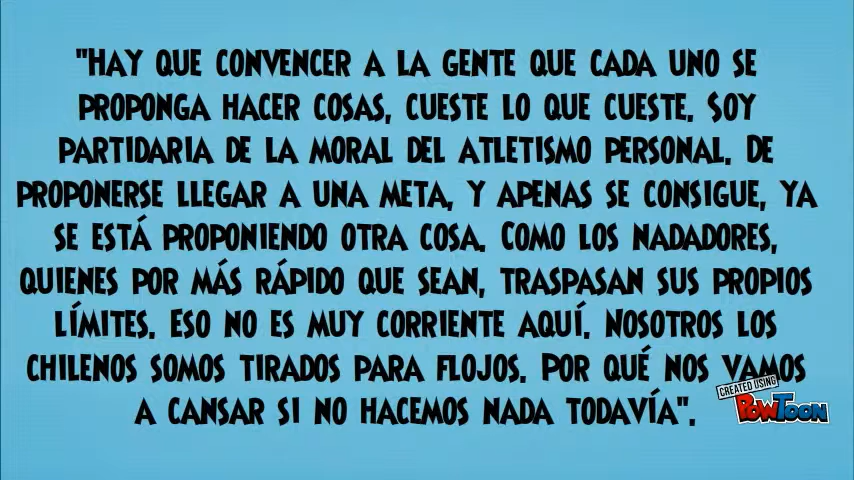 "Hay que convencer a la gente que cada uno se
proponga hacer cosas, cueste lo que cueste. Soy
partidaria de la moral del atletismo personal. De
proponerse llegar a una meta, y apenas se consigue, ya
se está proponiendo otra cosa. Como los nadadores,
quienes por más rápido que sean, traspasan sus propios
límites. Eso no es muy corriente aquí. Nosotros los
chilenos somos tirados para flojos. Por qué nos vamos
a cansar si no hacemos nada todavía".
CREATED USING
POWTOON